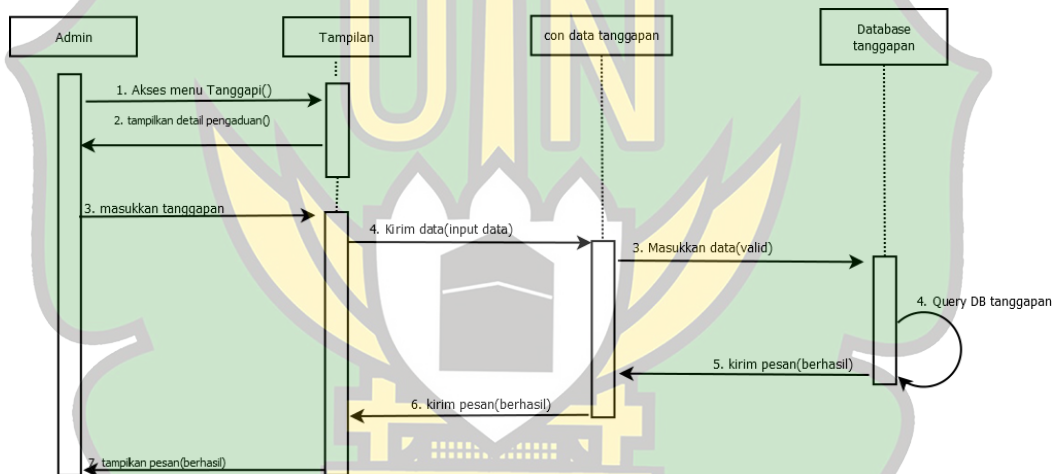 Admin
Tampilan
con data tanggapan
Database
tanggapan
UIN
1. Akses menu Tanggapi()
2. tampilkan detail pengaduan()
3. masukkan tanggapan
4. Kirim data(input data)
3. Masukkan data(valid)
4. Query DB tanggapan
5. kirim pesan(berhasil)
6. kirim pesan(berhasil)
7. tampilkan pesan(berhasil)